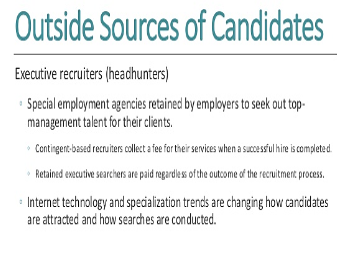 Outside Sources of Candidates
Executive recruiters (headhunters)
Special employment agencies retained by employers to seek out top-
management talent for their clients.
Contingent-based recruiters collect a fee for their services when a successful hire is completed.
Retained executive searchers are paid regardless of the outcome of the recruitment process.
Internet technology and specialization trends are changing how candidates
are attracted and how searches are conducted.